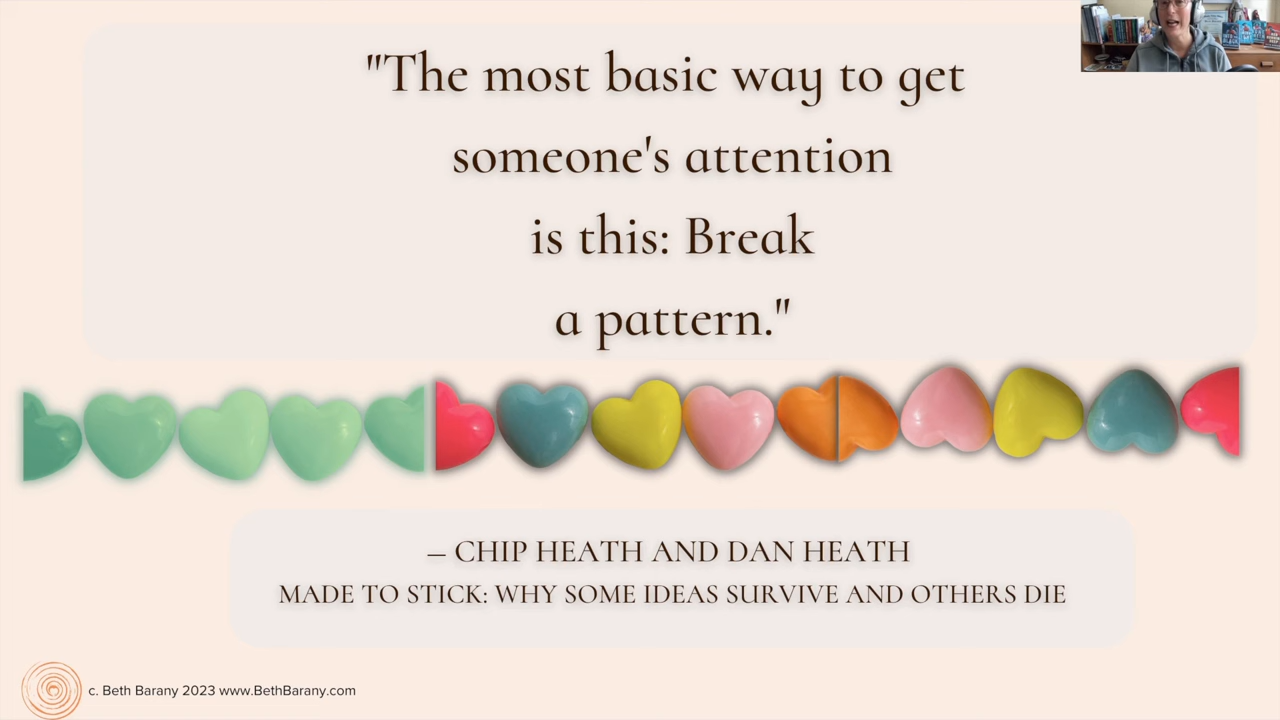 "The most basic way to get
someone's attention
is this: Break
a pattern."
– CHIP HEATH AND DAN HEATH
MADE TO STICK: WHY SOME IDEAS SURVIVE AND OTHERS DIE
c. Beth Barany 2023 www.BethBarany.com